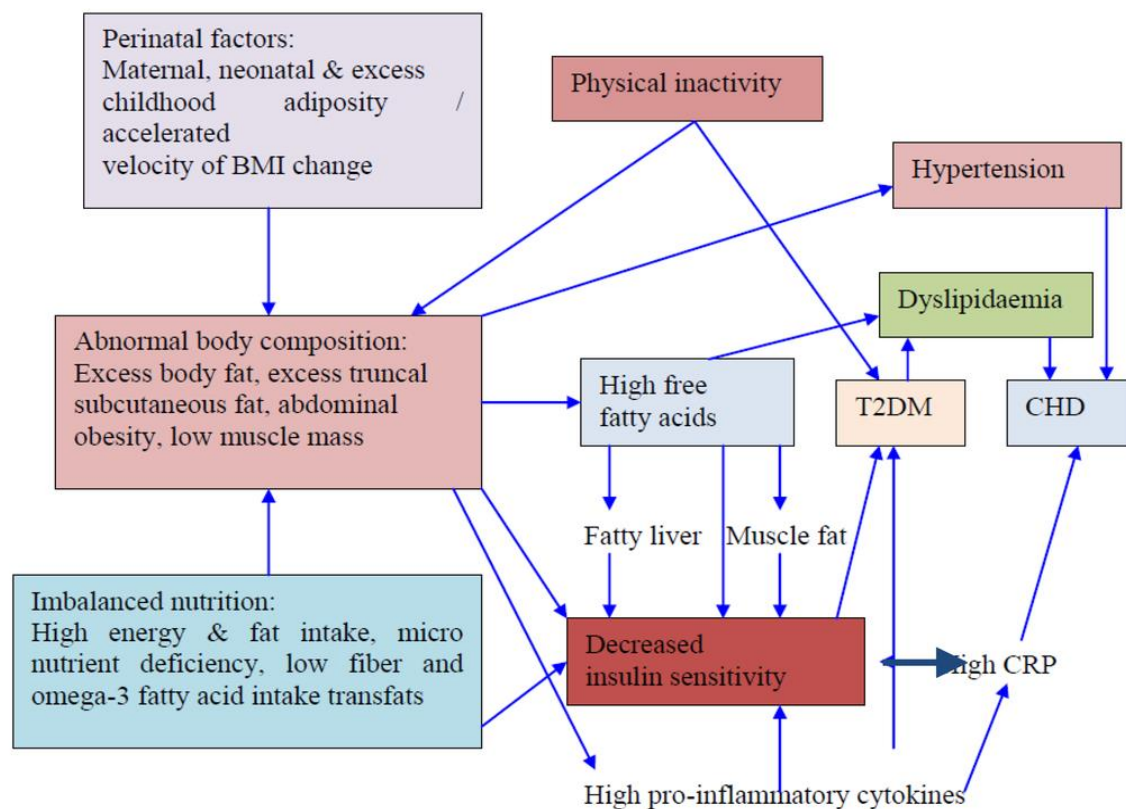 Perinatal factors:
Maternal, neonatal & excess
childhood adiposity /
accelerated
velocity of BMI change
Physical inactivity
Hypertension
Dyslipidaemia
Abnormal body composition:
Excess body fat, excess truncal
subcutaneous fat, abdominal
obesity, low muscle mass
High free
fatty acids
T2DM
CHD
Fatty liver
Muscle fat
Imbalanced nutrition:
High energy & fat intake, micro
nutrient deficiency, low fiber and
omega-3 fatty acid intake transfats
Decreased
insulin sensitivity
High CRP
High pro-inflammatory cytokines